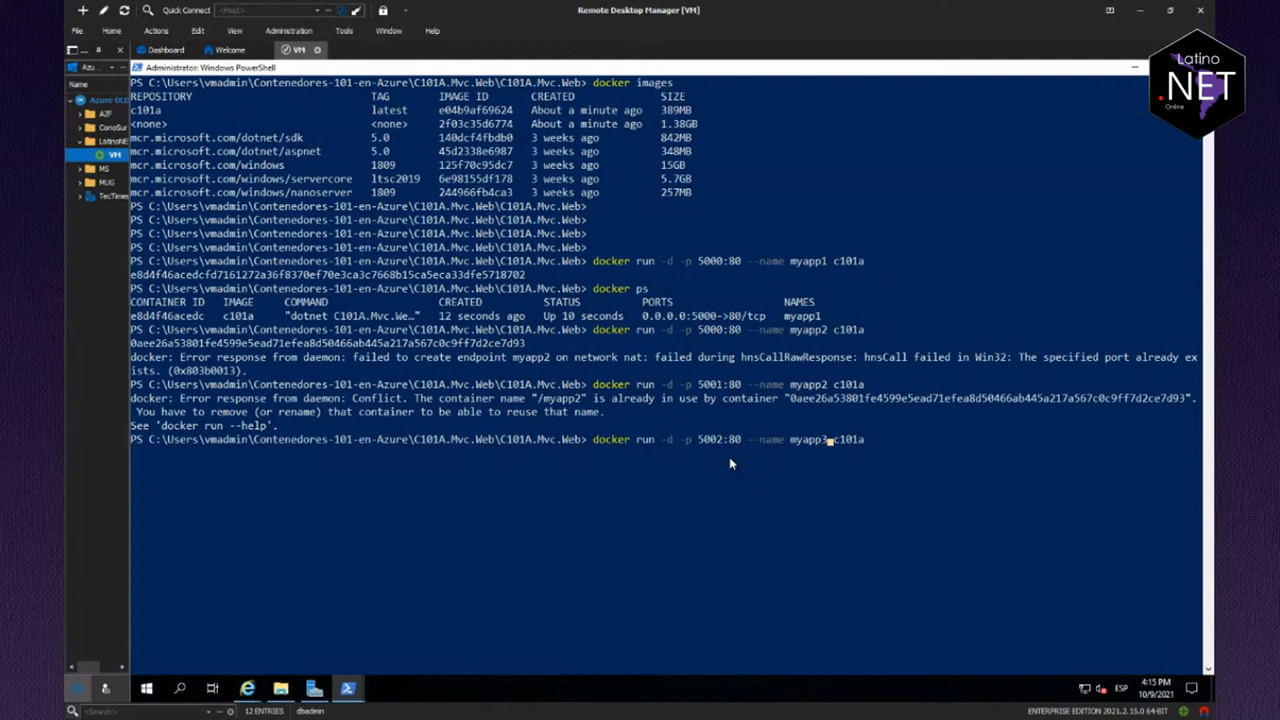 Quick Connect <Host>
Remote Desktop Manager [VM]
File Home Actions Edit View Administration Tools Window Help
Dashboard Welcome VM
Latino
.NET
Online
Azu...
Administrator: Windows PowerShell
Name
AZF
LatinoNE
VM
MS
MUG
TecTimes
PS C:\Users\vmadmin\Contenedores-101-en-Azure\C101A.Mvc.Web\C101A.Mvc.Web> docker images
REPOSITORY TAG IMAGE ID CREATED SIZE
c101a latest e04b9af69624 About a minute ago 389MB
<none> <none> 2f03c35d6774 About a minute ago 1.38GB
mcr.microsoft.com/dotnet/sdk 5.0 140dcf4fbdb0 3 weeks ago 842MB
mcr.microsoft.com/dotnet/aspnet 5.0 45d2338e6987 3 weeks ago 348MB
mcr.microsoft.com/windows 1809 125f70c95dc7 3 weeks ago 15GB
mcr.microsoft.com/windows/servercore ltsc2019 6e98155df178 3 weeks ago 5.7GB
mcr.microsoft.com/windows/nanoserver 1809 244966fb4ca3 3 weeks ago 257MB
PS C:\Users\vmadmin\Contenedores-101-en-Azure\C101A.Mvc.Web\C101A.Mvc.Web>
PS C:\Users\vmadmin\Contenedores-101-en-Azure\C101A.Mvc.Web\C101A.Mvc.Web>
PS C:\Users\vmadmin\Contenedores-101-en-Azure\C101A.Mvc.Web\C101A.Mvc.Web>
PS C:\Users\vmadmin\Contenedores-101-en-Azure\C101A.Mvc.Web\C101A.Mvc.Web>
PS C:\Users\vmadmin\Contenedores-101-en-Azure\C101A.Mvc.Web\C101A.Mvc.Web> docker run -d -p 5000:80 --name myapp1 c101a
e8d4f46acedcfd7161272a36f8370ef70e3ca3c7668b15ca5eca33dfe5718702
PS C:\Users\vmadmin\Contenedores-101-en-Azure\C101A.Mvc.Web\C101A.Mvc.Web> docker ps
CONTAINER ID IMAGE COMMAND CREATED STATUS PORTS NAMES
e8d4f46acedc c101a "dotnet C101A.Mvc.We…" 12 seconds ago Up 10 seconds 0.0.0.0:5000->80/tcp myapp1
PS C:\Users\vmadmin\Contenedores-101-en-Azure\C101A.Mvc.Web\C101A.Mvc.Web> docker run -d -p 5000:80 --name myapp2 c101a
0aee26a53801fe4599e5ead71efea8d50466ab445a217a567c0c9ff7d2ce7d93
docker: Error response from daemon: failed to create endpoint myapp2 on network nat: failed during hnsCallRawResponse: hnsCall failed in Win32: The specified port already ex
ists. (0x803b0013).
PS C:\Users\vmadmin\Contenedores-101-en-Azure\C101A.Mvc.Web\C101A.Mvc.Web> docker run -d -p 5001:80 --name myapp2 c101a
docker: Error response from daemon: Conflict. The container name "/myapp2" is already in use by container "0aee26a53801fe4599e5ead71efea8d50466ab445a217a567c0c9ff7d2ce7d93".
You have to remove (or rename) that container to be able to reuse that name.
See 'docker run --help'.
PS C:\Users\vmadmin\Contenedores-101-en-Azure\C101A.Mvc.Web\C101A.Mvc.Web> docker run -d -p 5002:80 --name myapp3 c101a
ESP
4:15 PM
10/9/2021
<Search> 12 ENTRIES dbadmin
ENTERPRISE EDITION 2021.2.15.0 64-BIT